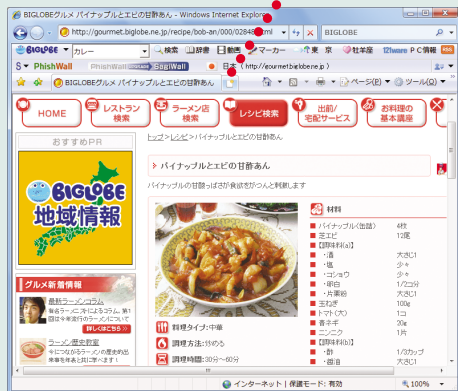 BIGLOBEグルメ パイナップルとエビの甘酢あん - Windows Internet Explorer
http://gourmet.biglobe.ne.jp/recipe/bob-an/000/02848.html
BIGLOBE
BIGLOBE カレー 検索 辞書 動画 マーカー 東 京 牡羊座 121ware PC情報
PhishWall PhishWall GagiWall 日本 ( http://gourmet.biglobe.ne.jp )
BIGLOBEグルメ パイナップルとエビの甘酢あん
ページ(P) ツール(O)
HOME
レストラン検索
ラーメン店検索
レシピ検索
出前/宅配サービス
お料理の基本講座
おすすめPR
トップ>レシピ>パイナップルとエビの甘酢あん
パイナップルとエビの甘酢あん
パイナップルの甘酸っぱさが食欲をがつんと刺激します
BIGLOBE
地域情報
材料
パイナップル(缶詰) 4枚
芝エビ 12尾
【調味料(a)】
・酒 大さじ1
・塩 少々
・コショウ 少々
・卵白 1/2コ分
・片栗粉 大さじ1
玉ねぎ 100g
トマト(大) 1コ
青ネギ 20g
ニンニク 1片
【調味料(b)】
・酢 1/3カップ
・醤油 大さじ1
グルメ新着情報
最新ラーメンコラム
詳しくはこちら
ラーメン歴史教室
料理タイプ:中華
調理方法:炒める
調理時間:30分~60分
インターネット | 保護モード: 有効
100%